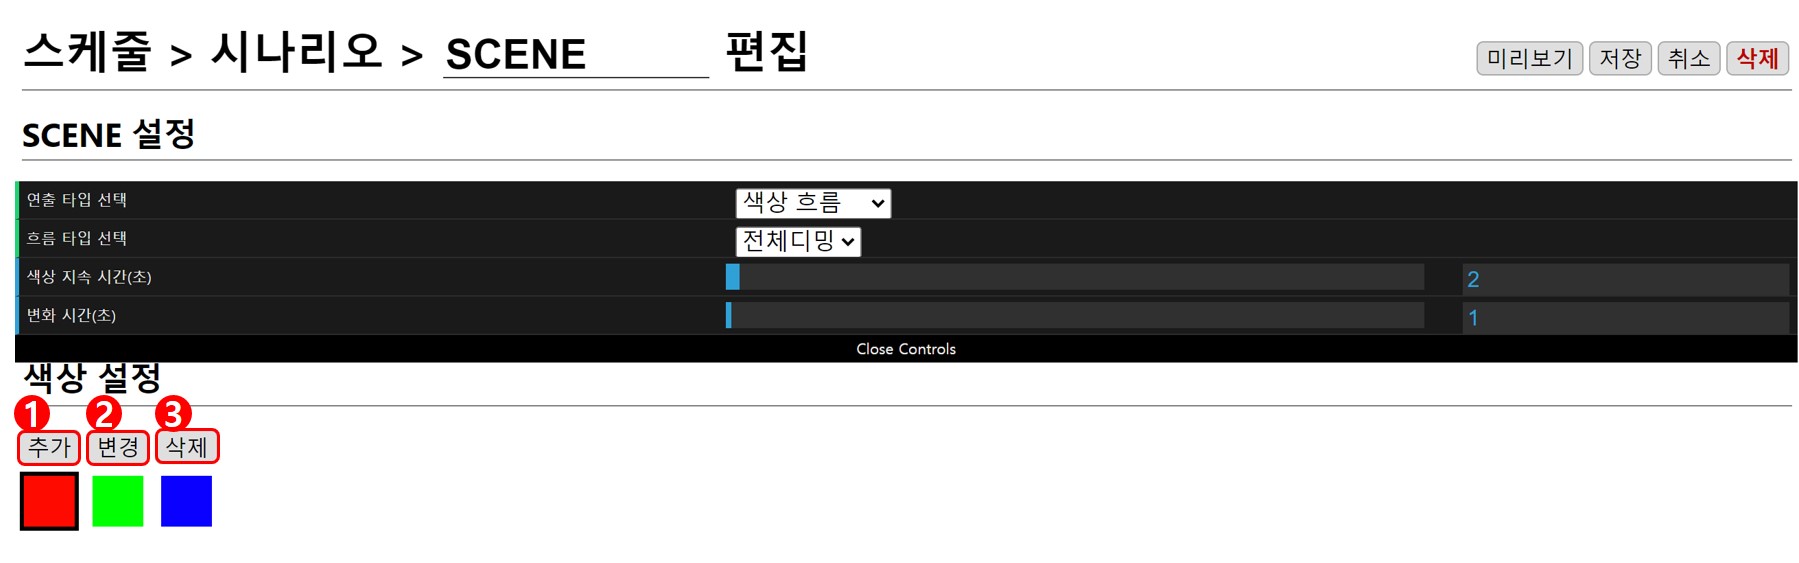 스케줄 > 시나리오 > SCENE 편집
미리보기 저장 취소 삭제
SCENE 설정
연출 타입 선택 색상 흐름
흐름 타입 선택 전체디밍
색상 지속 시간(초) 2
변화 시간(초) 1
Close Controls
색상 설정
1 2 3
추가 변경 삭제